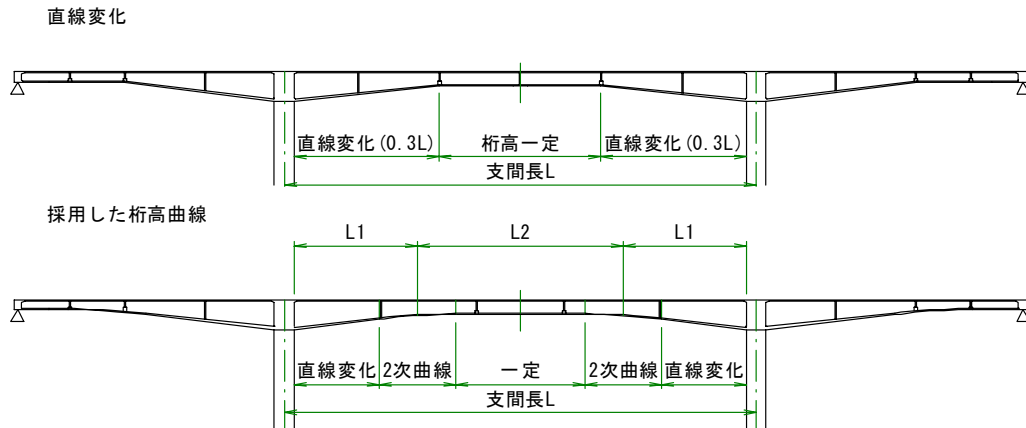 直線変化
直線変化(0.3L) 桁高一定 直線変化(0.3L)
支間長L
採用した桁高曲線
L1 L2 L1
直線変化 2次曲線 一定 2次曲線 直線変化
支間長L